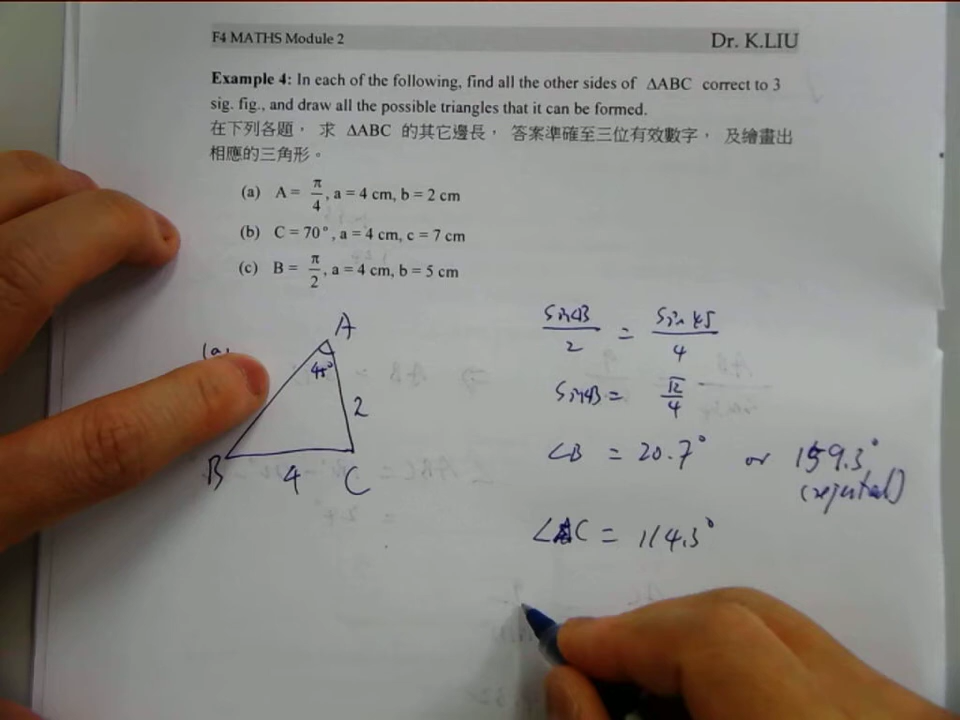 F4 MATHS Module 2 Dr. K.LIU
Example 4: In each of the following, find all the other sides of ΔABC correct to 3
sig. fig., and draw all the possible triangles that it can be formed.
在下列各題， 求 ΔABC 的其它邊長， 答案準確至三位有效數字， 及繪畫出
相應的三角形。
(a) A = π/4, a = 4 cm, b = 2 cm
(b) C = 70°, a = 4 cm, c = 7 cm
(c) B = π/2, a = 4 cm, b = 5 cm
(a)
A
45°
2
B 4 C
sin∠B/2 = sin 45/4
sin∠B = √2/4
∠B = 20.7° or 159.3°
(rejected)
∠C = 114.3°